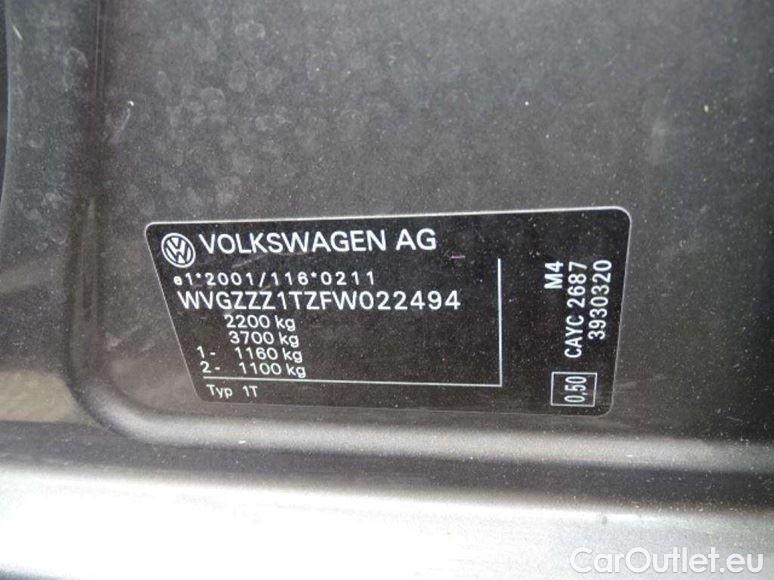 VOLKSWAGEN AG
e1*2001/116*0211
WVGZZZ1TZFW022494
2200 kg
3700 kg
1- 1160 kg
2- 1100 kg
Typ 1T
M4
CAYC 2687
3930320
0,50
CarOutlet.eu